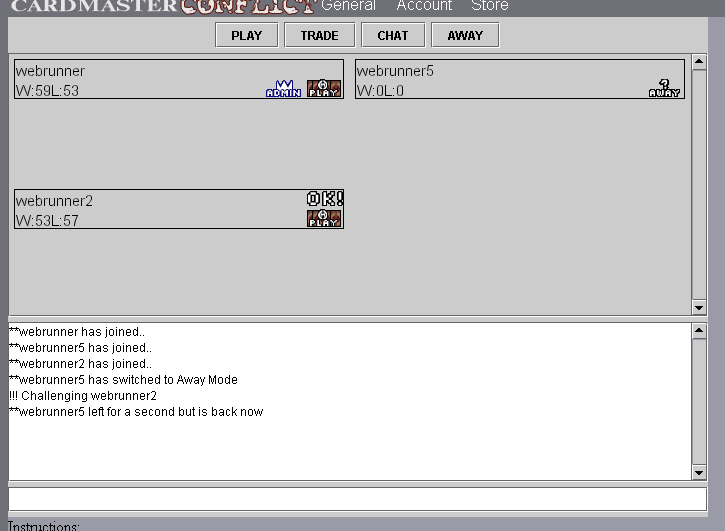 CARDMASTER CONFLICT General Account Store
PLAY TRADE CHAT AWAY
webrunner
W:59L:53 ADMIN PLAY
webrunner5
W:0L:0 ? AWAY
webrunner2 OK!
W:53L:57 PLAY
**webrunner has joined..
**webrunner5 has joined..
**webrunner2 has joined..
**webrunner5 has switched to Away Mode
!!! Challenging webrunner2
**webrunner5 left for a second but is back now
Instructions: